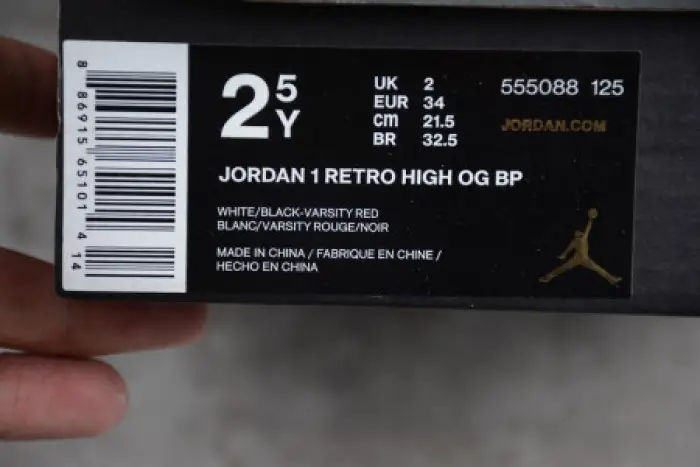 8 86915 65101 4 14
2 5 Y
UK 2
EUR 34
cm 21.5
BR 32.5
555088 125
JORDAN.COM
JORDAN 1 RETRO HIGH OG BP
WHITE/BLACK-VARSITY RED
BLANC/VARSITY ROUGE/NOIR
MADE IN CHINA / FABRIQUE EN CHINE /
HECHO EN CHINA